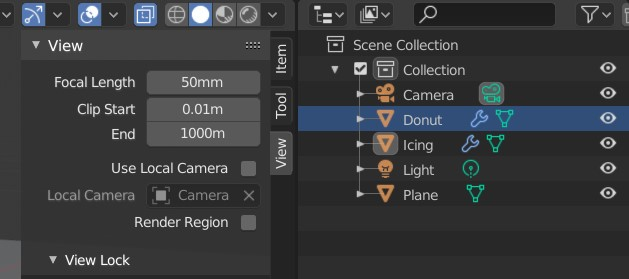 View
Focal Length 50mm
Clip Start 0.01m
End 1000m
Use Local Camera
Local Camera Camera
Render Region
View Lock
Item
Tool
View
Scene Collection
Collection
Camera
Donut
Icing
Light
Plane